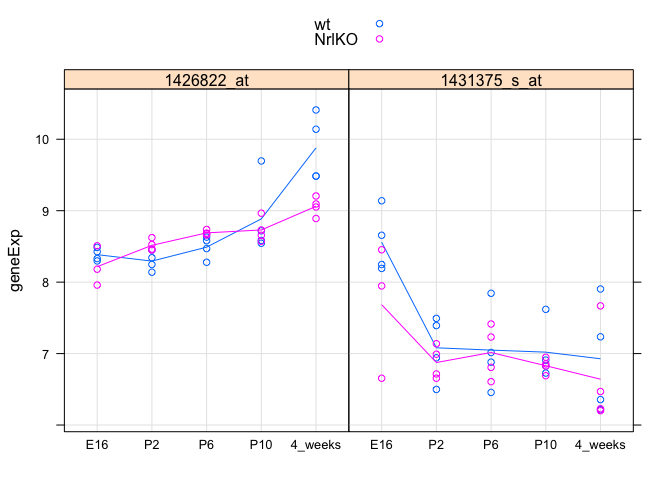 wt
NrlKO
1426822_at 1431375_s_at
geneExp
10
9
8
7
E16 P2 P6 P10 4_weeks E16 P2 P6 P10 4_weeks